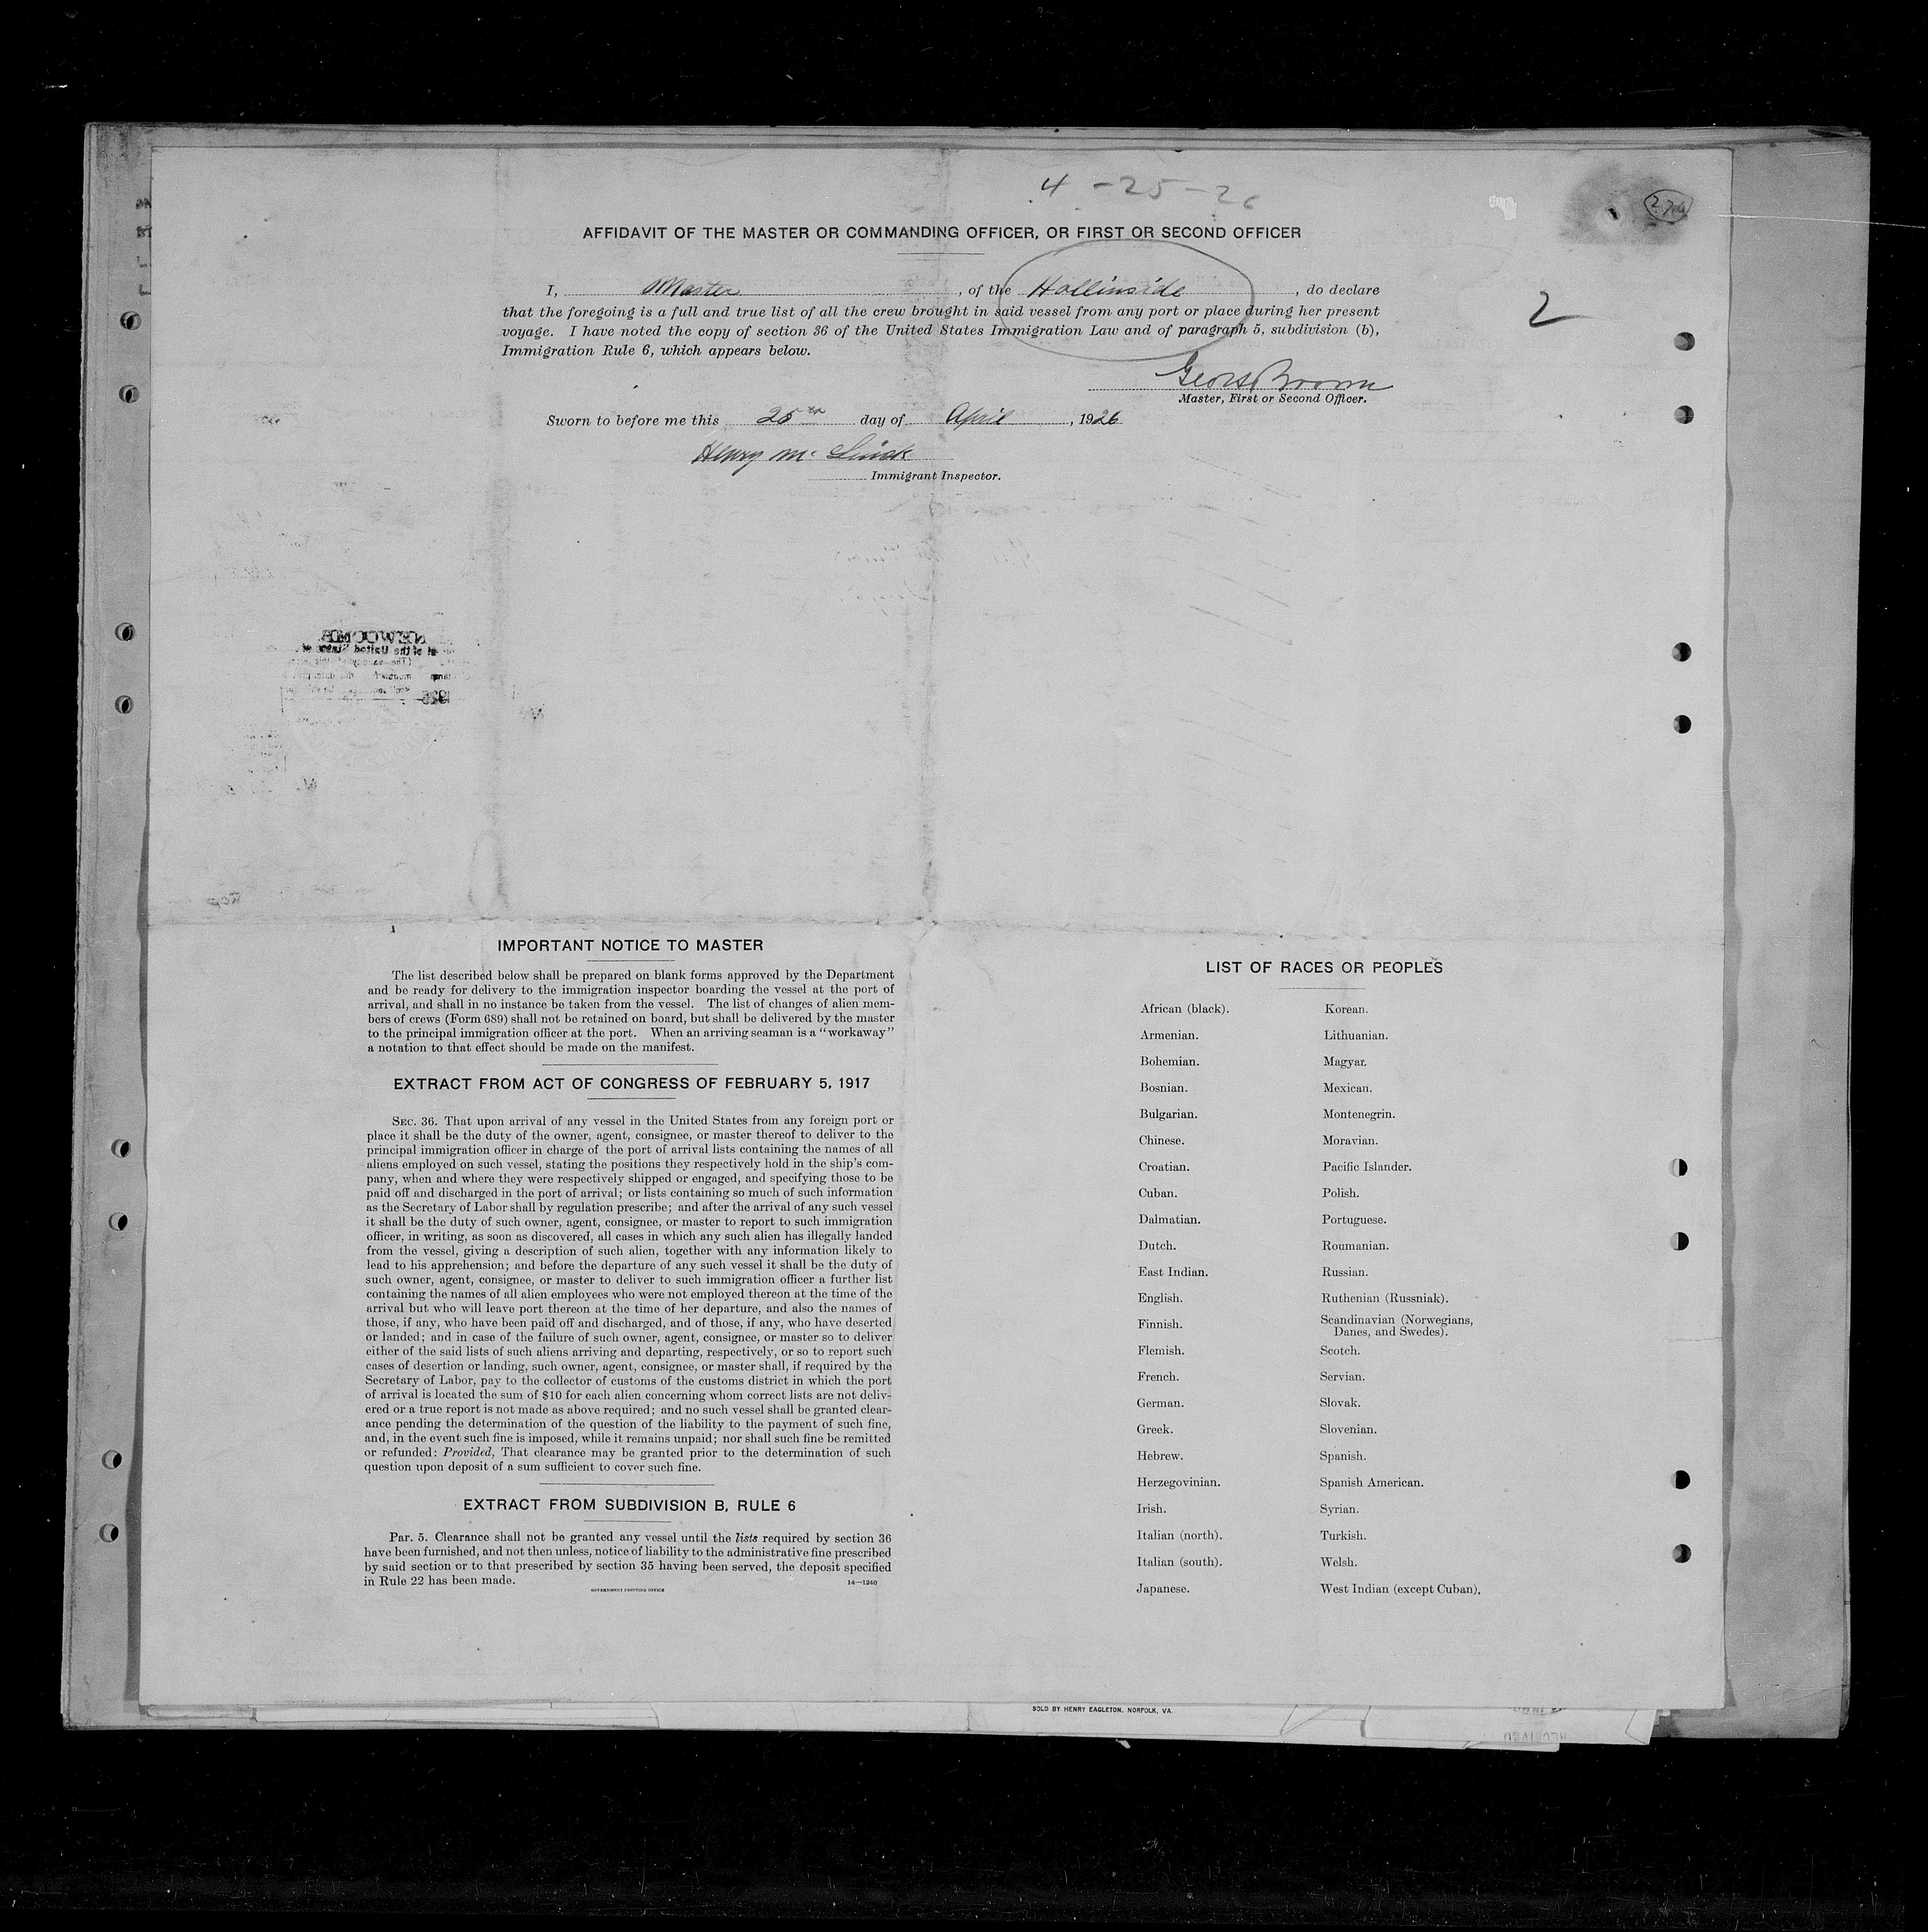 4-25-26
AFFIDAVIT OF THE MASTER OR COMMANDING OFFICER, OR FIRST OR SECOND OFFICER
I, Master, of the Hollinside, do declare
that the foregoing is a full and true list of all the crew brought in said vessel from any port or place during her present
voyage. I have noted the copy of section 36 of the United States Immigration Law and of paragraph 5, subdivision (b),
Immigration Rule 6, which appears below.
2
Master, First or Second Officer.
Sworn to before me this 25th day of April, 1926
Henry Mc
Immigrant Inspector.
IMPORTANT NOTICE TO MASTER
The list described below shall be prepared on blank forms approved by the Department
and be ready for delivery to the immigration inspector boarding the vessel at the port of
arrival, and shall in no instance be taken from the vessel. The list of changes of alien mem-
bers of crews (Form 689) shall not be retained on board, but shall be delivered by the master
to the principal immigration officer at the port. When an arriving seaman is a "workaway"
a notation to that effect should be made on the manifest.
EXTRACT FROM ACT OF CONGRESS OF FEBRUARY 5, 1917
SEC. 36. That upon arrival of any vessel in the United States from any foreign port or
place it shall be the duty of the owner, agent, consignee, or master thereof to deliver to the
principal immigration officer in charge of the port of arrival lists containing the names of all
aliens employed on such vessel, stating the positions they respectively hold in the ship's com-
pany, when and where they were respectively shipped or engaged, and specifying those to be
paid off and discharged in the port of arrival; or lists containing so much of such information
as the Secretary of Labor shall by regulation prescribe; and after the arrival of any such vessel
it shall be the duty of such owner, agent, consignee, or master to report to such immigration
officer, in writing, as soon as discovered, all cases in which any such alien has illegally landed
from the vessel, giving a description of such alien, together with any information likely to
lead to his apprehension; and before the departure of any such vessel it shall be the duty of
such owner, agent, consignee, or master to deliver to such immigration officer a further list
containing the names of all alien employees who were not employed thereon at the time of the
arrival but who will leave port thereon at the time of her departure, and also the names of
those, if any, who have been paid off and discharged, and of those, if any, who have deserted
or landed; and in case of the failure of such owner, agent, consignee, or master so to deliver
either of the said lists of such aliens arriving and departing, respectively, or so to report such
cases of desertion or landing, such owner, agent, consignee, or master shall, if required by the
Secretary of Labor, pay to the collector of customs of the customs district in which the port
of arrival is located the sum of $10 for each alien concerning whom correct lists are not deliv-
ered or a true report is not made as above required; and no such vessel shall be granted clear-
ance pending the determination of the question of the liability to the payment of such fine,
and, in the event such fine is imposed, while it remains unpaid; nor shall such fine be remitted
or refunded: Provided, That clearance may be granted prior to the determination of such
question upon deposit of a sum sufficient to cover such fine.
EXTRACT FROM SUBDIVISION B, RULE 6
Par. 5. Clearance shall not be granted any vessel until the lists required by section 36
have been furnished, and not then unless, notice of liability to the administrative fine prescribed
by said section or to that prescribed by section 35 having been served, the deposit specified
in Rule 22 has been made.
GOVERNMENT PRINTING OFFICE 14—1240
LIST OF RACES OR PEOPLES
African (black).
Armenian.
Bohemian.
Bosnian.
Bulgarian.
Chinese.
Croatian.
Cuban.
Dalmatian.
Dutch.
East Indian.
English.
Finnish.
Flemish.
French.
German.
Greek.
Hebrew.
Herzegovinian.
Irish.
Italian (north).
Italian (south).
Japanese.
Korean.
Lithuanian.
Magyar.
Mexican.
Montenegrin.
Moravian.
Pacific Islander.
Polish.
Portuguese.
Roumanian.
Russian.
Ruthenian (Russniak).
Scandinavian (Norwegians,
Danes, and Swedes).
Scotch.
Servian.
Slovak.
Slovenian.
Spanish.
Spanish American.
Syrian.
Turkish.
Welsh.
West Indian (except Cuban).
SOLD BY HENRY EAGLETON, NORFOLK, VA.